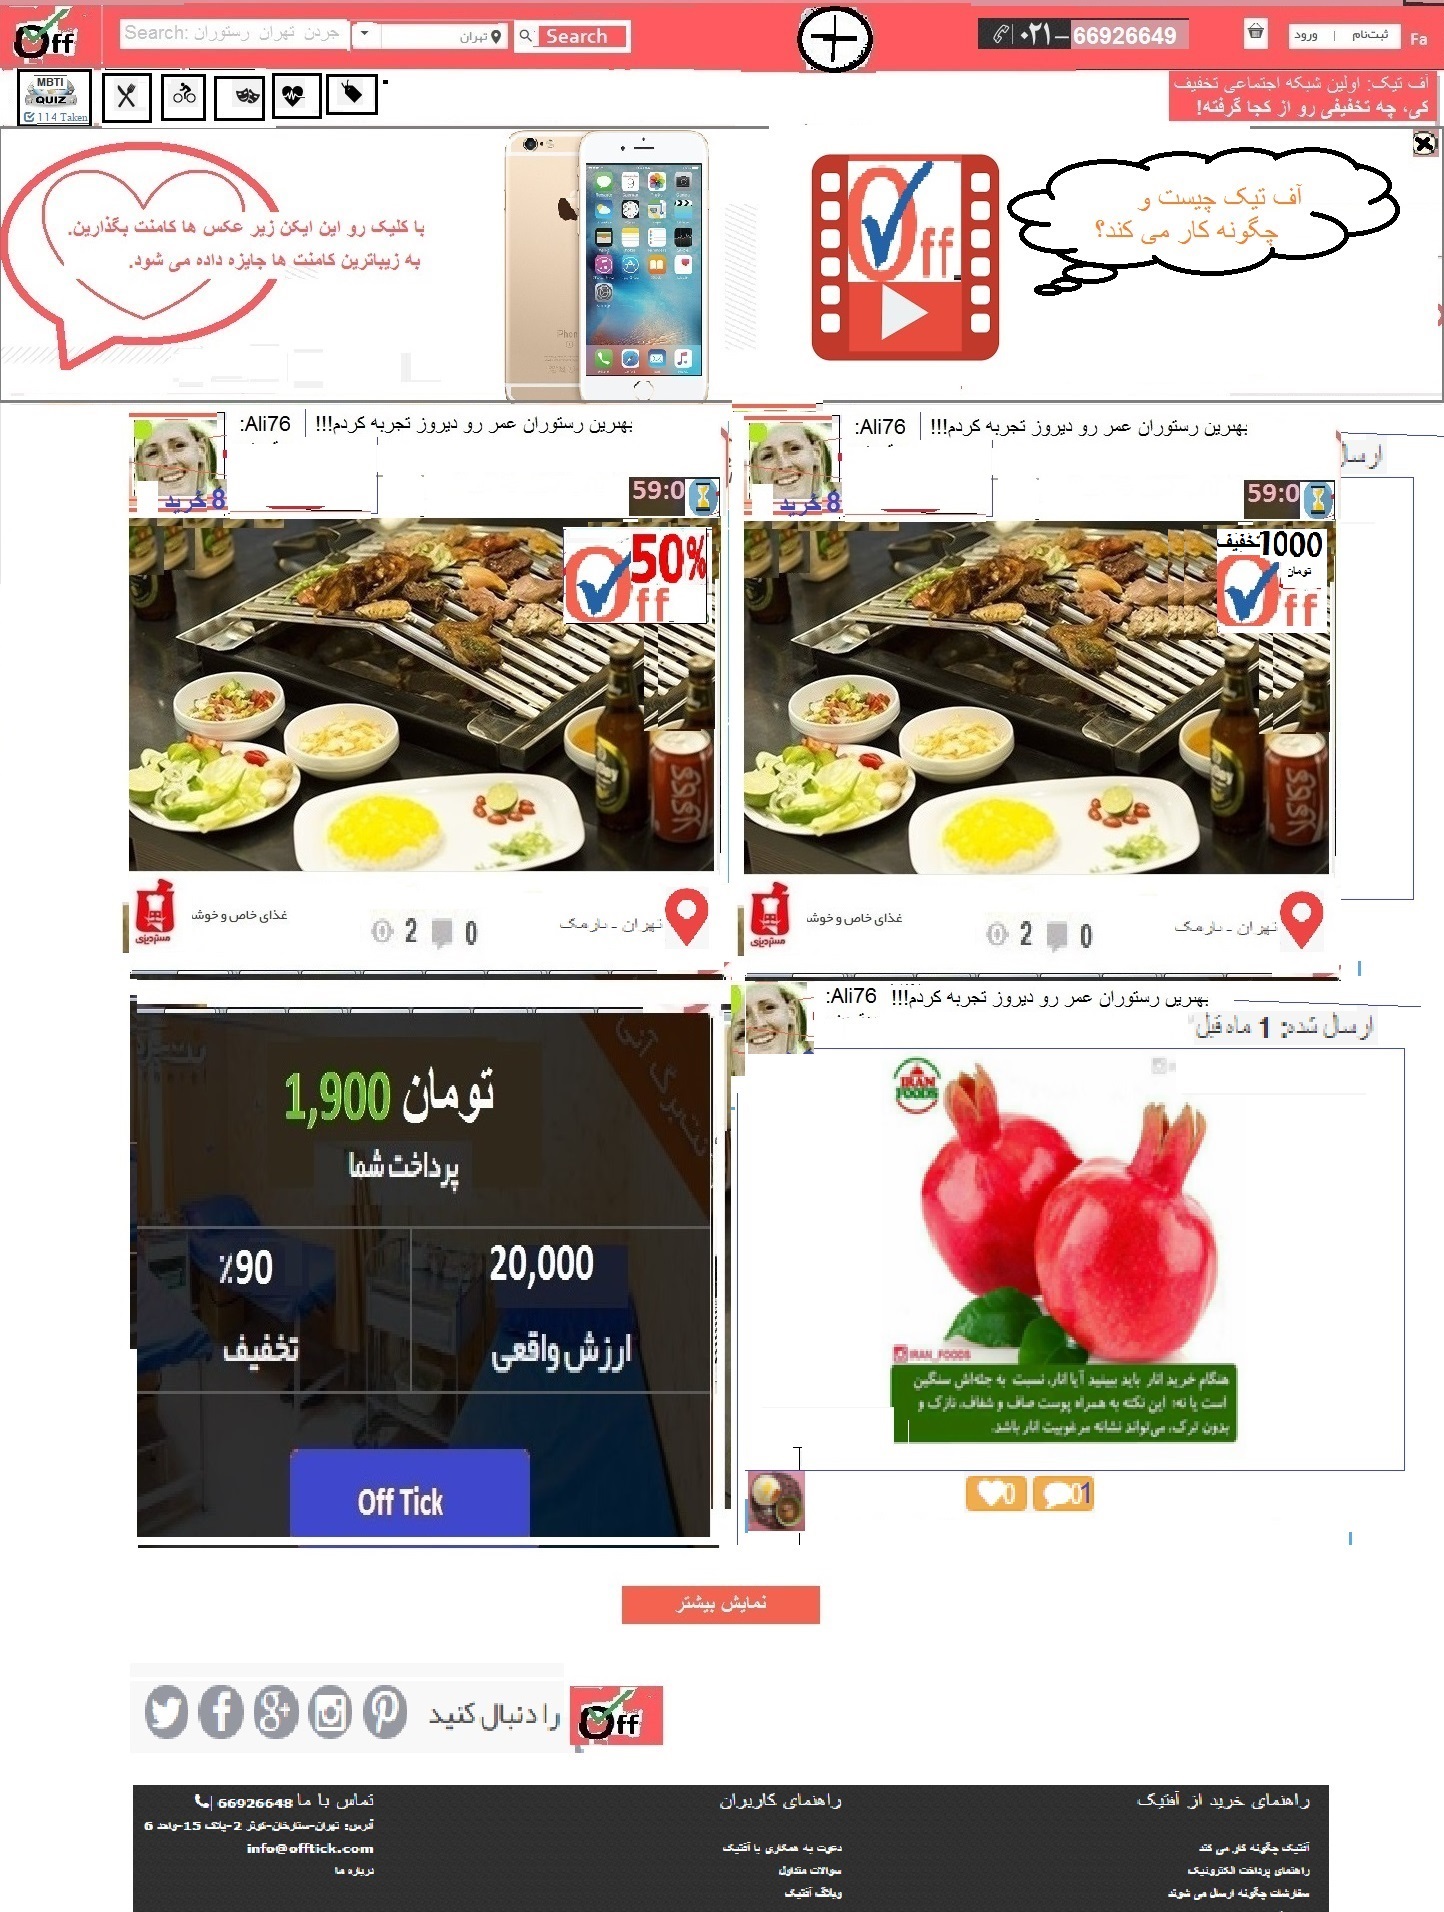 Off
Search: جردن تهران رستوران
تهران
Search
۰۲۱-66926649
ورود | ثبت‌نام
Fa
MBTI
QUIZ
114 Taken
آف تیک: اولین شبکه اجتماعی تخفیف
کی، چه تخفیفی رو از کجا گرفته!
با کلیک رو این ایکن زیر عکس ها کامنت بگذارین.
به زیباترین کامنت ها جایزه داده می شود.
Off
آف تیک چیست و
چگونه کار می کند؟
:Ali76 | بهترین رستوران عمر رو دیروز تجربه کردم!!!
8 گرید
59:0
50%
Off
غذای خاص و خوشه
2
0
تهران - نارمک
:Ali76 | بهترین رستوران عمر رو دیروز تجربه کردم!!!
ارسال
8 گرید
59:0
تخفیف 1000
تومان
Off
غذای خاص و خوشه
2
0
تهران - نارمک
1,900 تومان
پرداخت شما
20,000
ارزش واقعی
٪90
تخفیف
Off Tick
:Ali76 بهترین رستوران عمر رو دیروز تجربه کردم!!!
ارسال شده: 1 ماه قبل
IRAN
FOODS
IRAN_FOODS
هنگام خرید انار باید ببینید آیا انار، نسبت به جثه‌اش سنگین
است یا نه؛ این نکته به همراه پوست صاف و شفاف، نازک و
بدون ترک، می‌تواند نشانه مرغوبیت انار باشد.
0
01
نمایش بیشتر
Off را دنبال کنید
راهنمای خرید از آفتیک
آفتیک چگونه کار می کند
راهنمای پرداخت الکترونیک
سفارشات چگونه ارسال می شوند
راهنمای کاربران
دعوت به همکاری با آفتیک
سوالات متداول
وبلاگ آفتیک
تماس با ما 66926648
آدرس: تهران-ستارخان-کوثر 2-پلاک 15-واحد 6
info@offtick.com
درباره ما